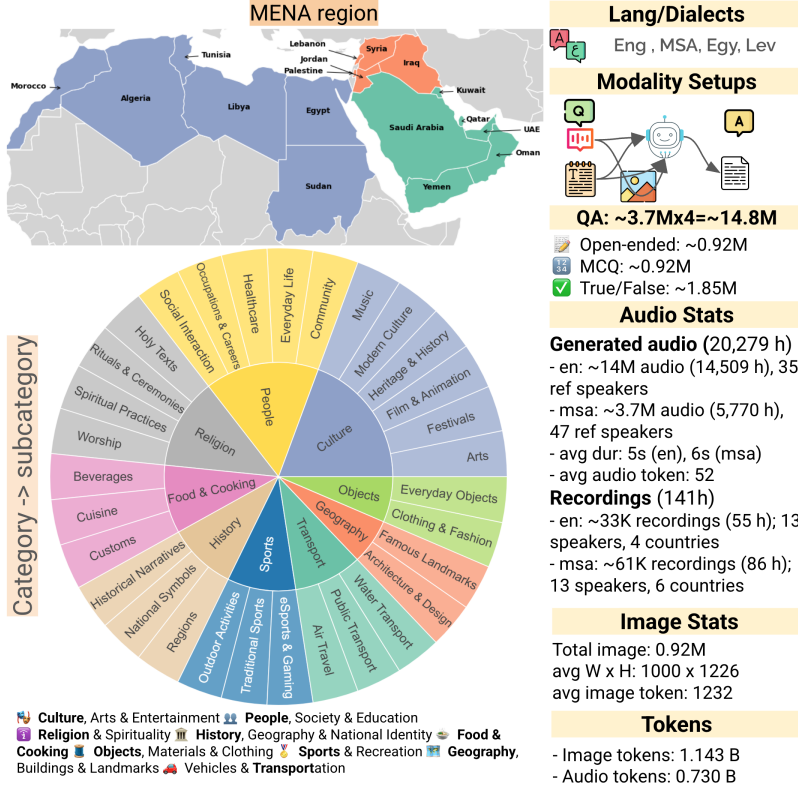 MENA region
Tunisia
Morocco
Algeria
Libya
Egypt
Sudan
Lebanon
Jordan
Palestine
Syria
Iraq
Kuwait
Qatar
UAE
Saudi Arabia
Oman
Yemen
Category -> subcategory
People
Social Interaction
Occupations & Careers
Healthcare
Everyday Life
Community
Culture
Music
Modern Culture
Heritage & History
Film & Animation
Festivals
Arts
Objects
Everyday Objects
Clothing & Fashion
Geography
Famous Landmarks
Architecture & Design
Transport
Water Transport
Public Transport
Air Travel
Sports
eSports & Gaming
Traditional Sports
Outdoor Activities
History
Regions
National Symbols
Historical Narratives
Food & Cooking
Customs
Cuisine
Beverages
Religion
Worship
Spiritual Practices
Rituals & Ceremonies
Holy Texts
Culture, Arts & Entertainment People, Society & Education
Religion & Spirituality History, Geography & National Identity Food &
Cooking Objects, Materials & Clothing Sports & Recreation Geography,
Buildings & Landmarks Vehicles & Transportation
Lang/Dialects
A ع
Eng , MSA, Egy, Lev
Modality Setups
Q
A
T
QA: ~3.7Mx4=~14.8M
Open-ended: ~0.92M
12
34
MCQ: ~0.92M
True/False: ~1.85M
Audio Stats
Generated audio (20,279 h)
- en: ~14M audio (14,509 h), 35
ref speakers
- msa: ~3.7M audio (5,770 h),
47 ref speakers
- avg dur: 5s (en), 6s (msa)
- avg audio token: 52
Recordings (141h)
- en: ~33K recordings (55 h); 13
speakers, 4 countries
- msa: ~61K recordings (86 h);
13 speakers, 6 countries
Image Stats
Total image: 0.92M
avg W x H: 1000 x 1226
avg image token: 1232
Tokens
- Image tokens: 1.143 B
- Audio tokens: 0.730 B